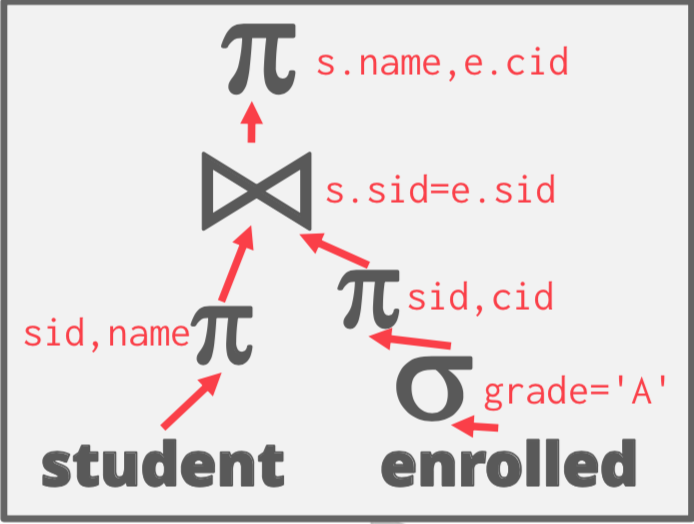 π s.name,e.cid
⋈ s.sid=e.sid
π sid,cid
sid,name π
σ grade='A'
student enrolled